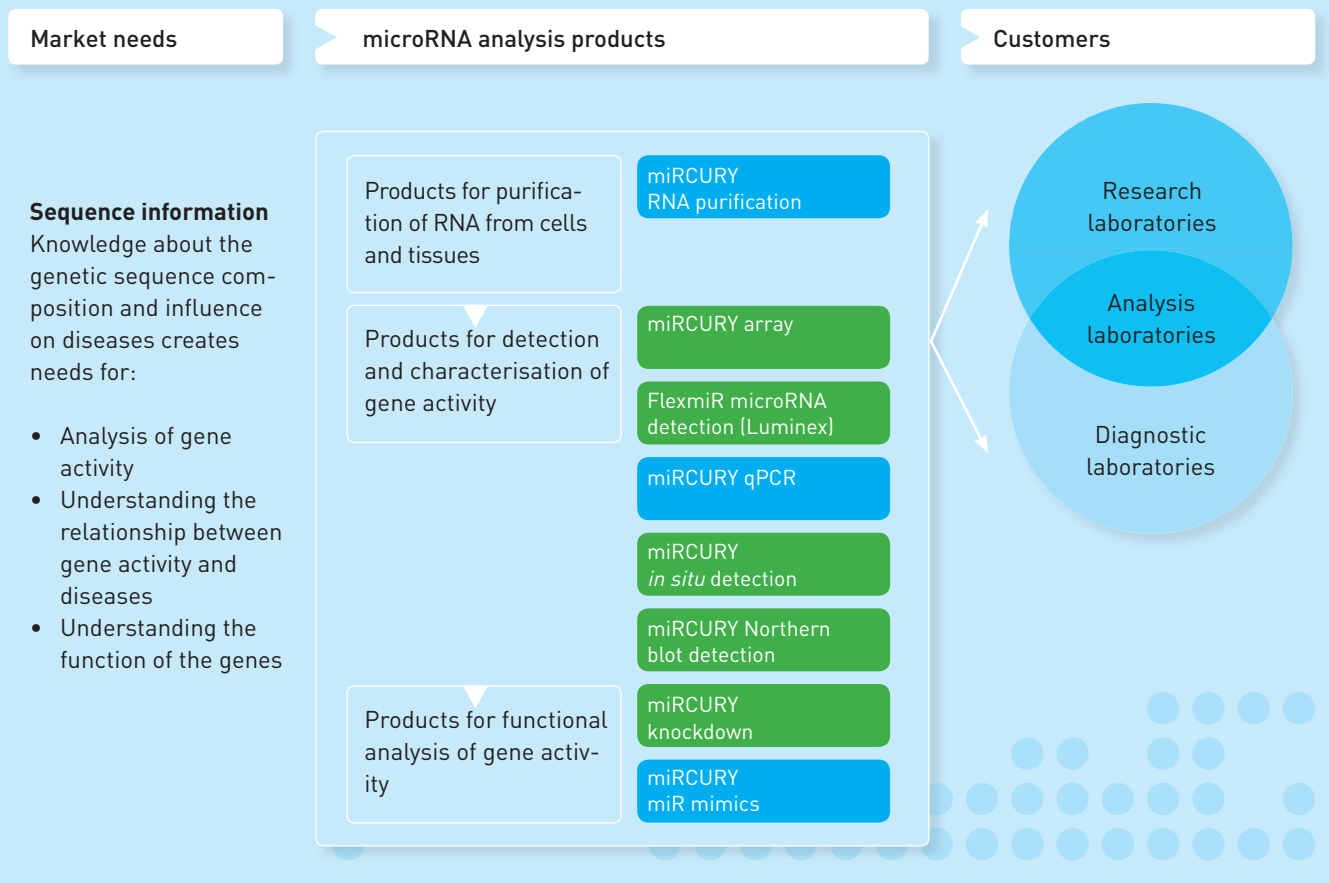 Market needs
microRNA analysis products
Customers
Sequence information
Knowledge about the
genetic sequence com-
position and influence
on diseases creates
needs for:
• Analysis of gene
activity
• Understanding the
relationship between
gene activity and
diseases
• Understanding the
function of the genes
Products for purifica-
tion of RNA from cells
and tissues
miRCURY
RNA purification
Products for detection
and characterisation of
gene activity
miRCURY array
FlexmiR microRNA
detection (Luminex)
miRCURY qPCR
miRCURY
in situ detection
miRCURY Northern
blot detection
Products for functional
analysis of gene activ-
ity
miRCURY
knockdown
miRCURY
miR mimics
Research
laboratories
Analysis
laboratories
Diagnostic
laboratories